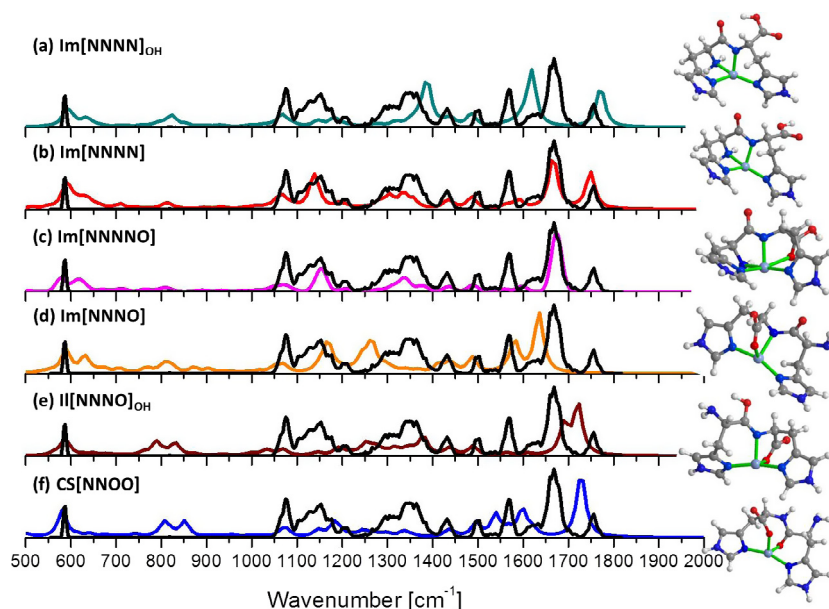 (a) Im[NNNN]OH
(b) Im[NNNN]
(c) Im[NNNNO]
(d) Im[NNNO]
(e) Il[NNNO]OH
(f) CS[NNOO]
500 600 700 800 900 1000 1100 1200 1300 1400 1500 1600 1700 1800 1900 2000
Wavenumber [cm-1]